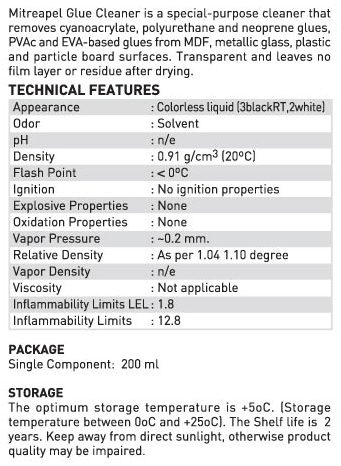 Mitreapel Glue Cleaner is a special-purpose cleaner that
removes cyanoacrylate, polyurethane and neoprene glues,
PVAc and EVA-based glues from MDF, metallic glass, plastic
and particle board surfaces. Transparent and leaves no
film layer or residue after drying.
TECHNICAL FEATURES
Appearance : Colorless liquid (3blackRT,2white)
Odor : Solvent
pH : n/e
Density : 0.91 g/cm³ (20ºC)
Flash Point : < 0ºC
Ignition : No ignition properties
Explosive Properties : None
Oxidation Properties : None
Vapor Pressure : ~0.2 mm.
Relative Density : As per 1.04 1.10 degree
Vapor Density : n/e
Viscosity : Not applicable
Inflammability Limits LEL : 1.8
Inflammability Limits : 12.8
PACKAGE
Single Component: 200 ml
STORAGE
The optimum storage temperature is +5oC. (Storage
temperature between 0oC and +25oC). The Shelf life is 2
years. Keep away from direct sunlight, otherwise product
quality may be impaired.